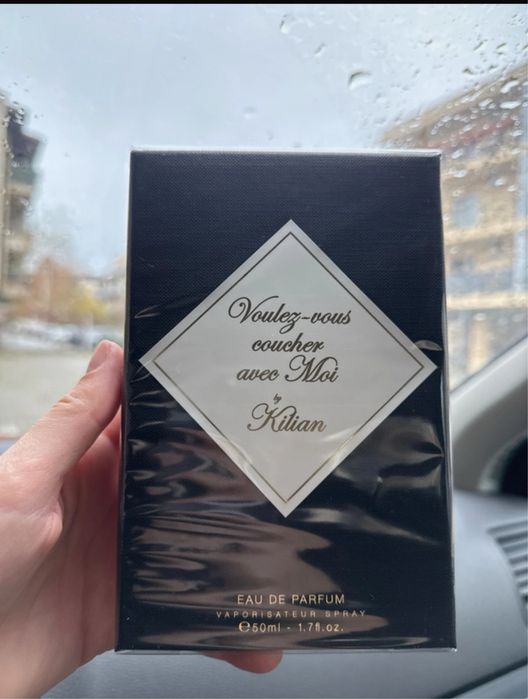 Voulez-vous
coucher
avec Moi
by
Kilian
EAU DE PARFUM
VAPORISATEUR SPRAY
℮50ml - 1.7fl.oz.